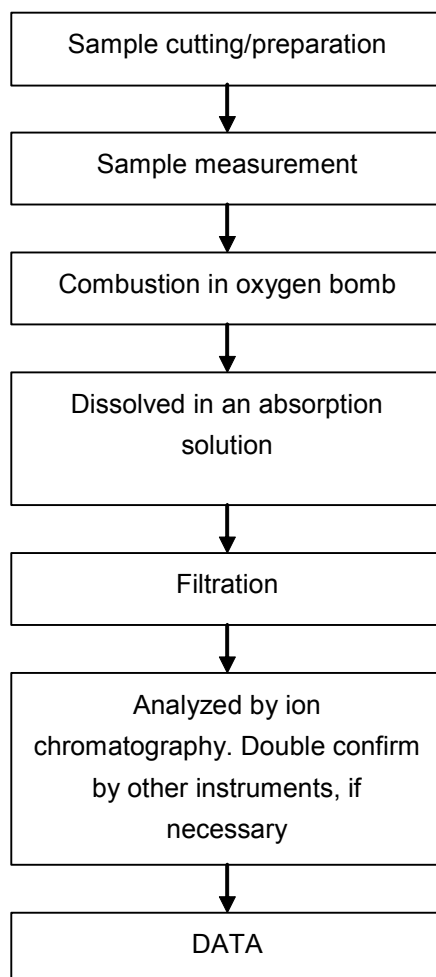 Sample cutting/preparation
Sample measurement
Combustion in oxygen bomb
Dissolved in an absorption
solution
Filtration
Analyzed by ion
chromatography. Double confirm
by other instruments, if
necessary
DATA